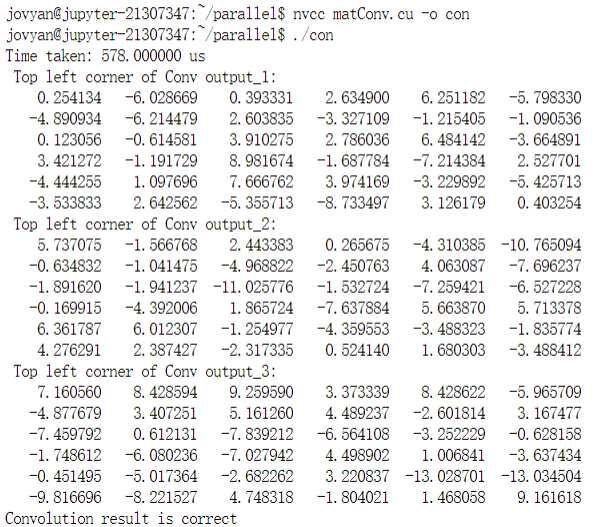 jovyan@jupyter-21307347:~/parallel$ nvcc matConv.cu -o con
jovyan@jupyter-21307347:~/parallel$ ./con
Time taken: 578.000000 us
Top left corner of Conv output_1:
0.254134 -6.028669 0.393331 2.634900 6.251182 -5.798330
-4.890934 -6.214479 2.603835 -3.327109 -1.215405 -1.090536
0.123056 -0.614581 3.910275 2.786036 6.484142 -3.664891
3.421272 -1.191729 8.981674 -1.687784 -7.214384 2.527701
-4.444255 1.097696 7.666762 3.974169 -3.229892 -5.425713
-3.533833 2.642562 -5.355713 -8.733497 3.126179 0.403254
Top left corner of Conv output_2:
5.737075 -1.566768 2.443383 0.265675 -4.310385 -10.765094
-0.634832 -1.041475 -4.968822 -2.450763 4.063087 -7.696237
-1.891620 -1.941237 -11.025776 -1.532724 -7.259421 -6.527228
-0.169915 -4.392006 1.865724 -7.637884 5.663870 5.713378
6.361787 6.012307 -1.254977 -4.359553 -3.488323 -1.835774
4.276291 2.387427 -2.317335 0.524140 1.680303 -3.488412
Top left corner of Conv output_3:
7.160560 8.428594 9.259590 3.373339 8.428622 -5.965709
-4.877679 3.407251 5.161260 4.489237 -2.601814 3.167477
-7.459792 0.612131 -7.839212 -6.564108 -3.252229 -0.628158
-1.748612 -6.080236 -7.027942 4.498902 1.006841 -3.637434
-0.451495 -5.017364 -2.682262 3.220837 -13.028701 -13.034504
-9.816696 -8.221527 4.748318 -1.804021 1.468058 9.161618
Convolution result is correct